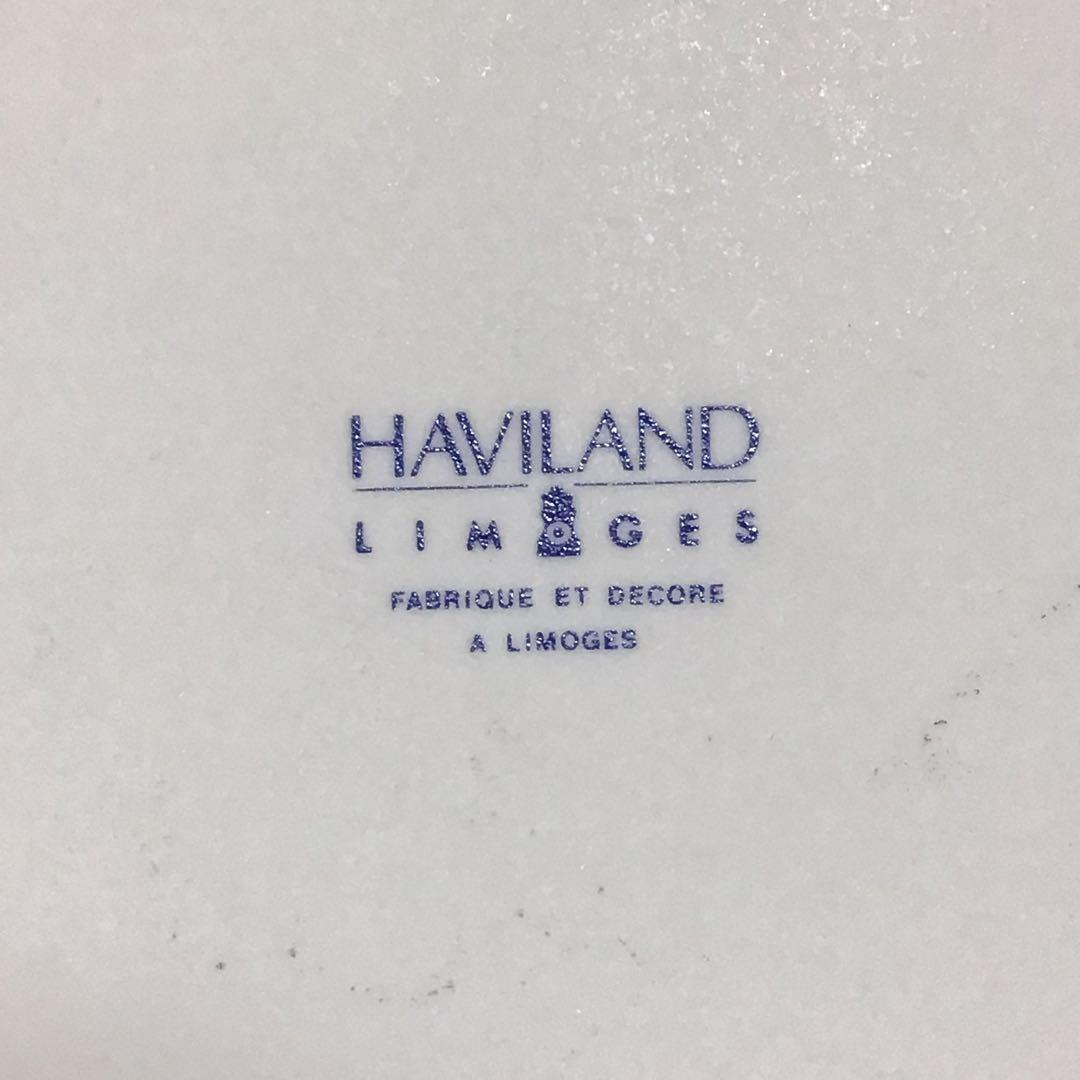 HAVILAND
LIMOGES
FABRIQUE ET DECORE
A LIMOGES